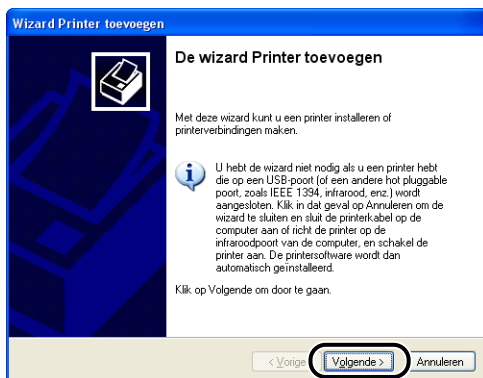 Wizard Printer toevoegen
De wizard Printer toevoegen
Met deze wizard kunt u een printer installeren of
printerverbindingen maken.
U hebt de wizard niet nodig als u een printer hebt
die op een USB-poort (of een andere hot pluggable
poort, zoals IEEE 1394, infrarood, enz.) wordt
aangesloten. Klik in dat geval op Annuleren om de
wizard te sluiten en sluit de printerkabel op de
computer aan of richt de printer op de
infraroodpoort van de computer, en schakel de
printer aan. De printersoftware wordt dan
automatisch geïnstalleerd.
Klik op Volgende om door te gaan.
< Vorige Volgende > Annuleren